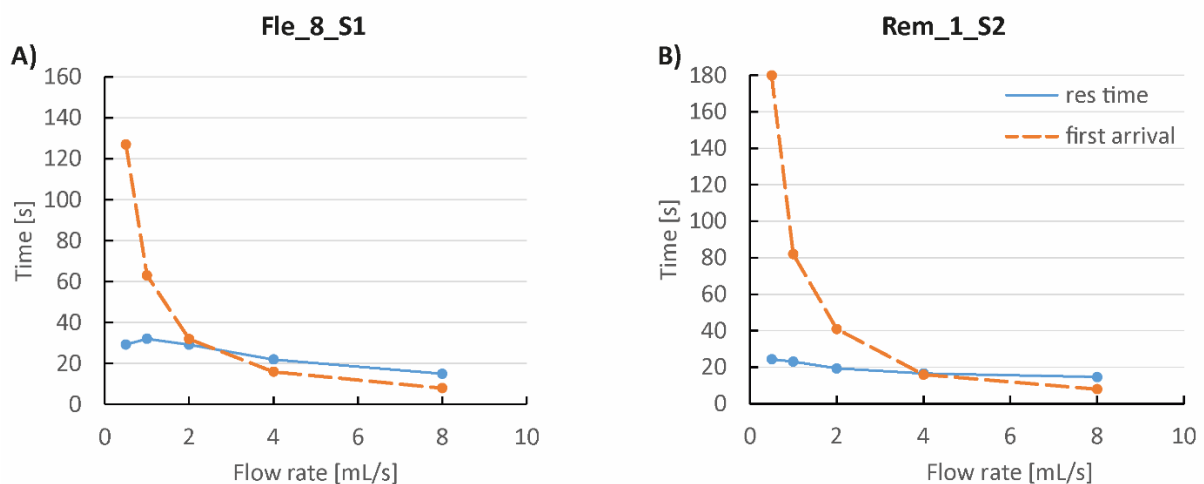 Fle_8_S1
A)
160
140
120
100
80
60
40
20
0
Time [s]
0 2 4 6 8 10
Flow rate [mL/s]
Rem_1_S2
B)
180
160
140
120
100
80
60
40
20
0
Time [s]
res time
first arrival
0 2 4 6 8 10
Flow rate [mL/s]